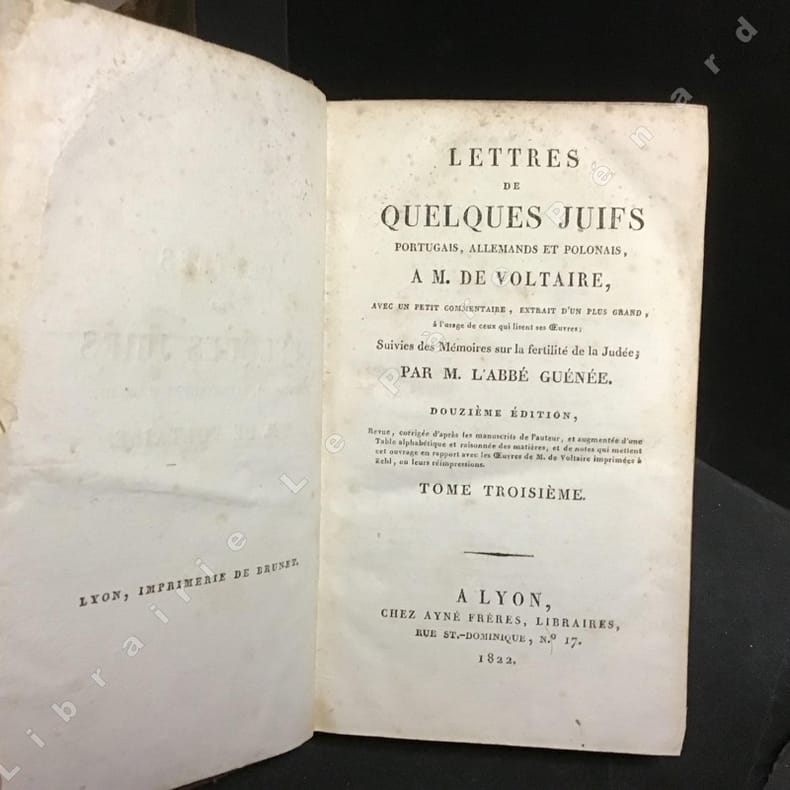 LYON, IMPRIMERIE DE BRUNET.
LETTRES
DE
QUELQUES JUIFS
PORTUGAIS, ALLEMANDS ET POLONAIS,
A M. DE VOLTAIRE,
AVEC UN PETIT COMMENTAIRE, EXTRAIT D'UN PLUS GRAND,
à l'usage de ceux qui lisent ses Œuvres;
Suivies des Mémoires sur la fertilité de la Judée;
PAR M. L'ABBÉ GUÉNÉE.
DOUZIÈME ÉDITION,
Revue, corrigée d'après les manuscrits de l'auteur, et augmentée d'une
Table alphabétique et raisonnée des matières, et de notes qui mettent
cet ouvrage en rapport avec les Œuvres de M. de Voltaire imprimées à
Kehl, ou leurs réimpressions.
TOME TROISIÈME.
A LYON,
CHEZ AYNÉ FRÈRES, LIBRAIRES,
RUE ST.-DOMINIQUE, N.º 17.
1822.
Librairie Le Père Pénard